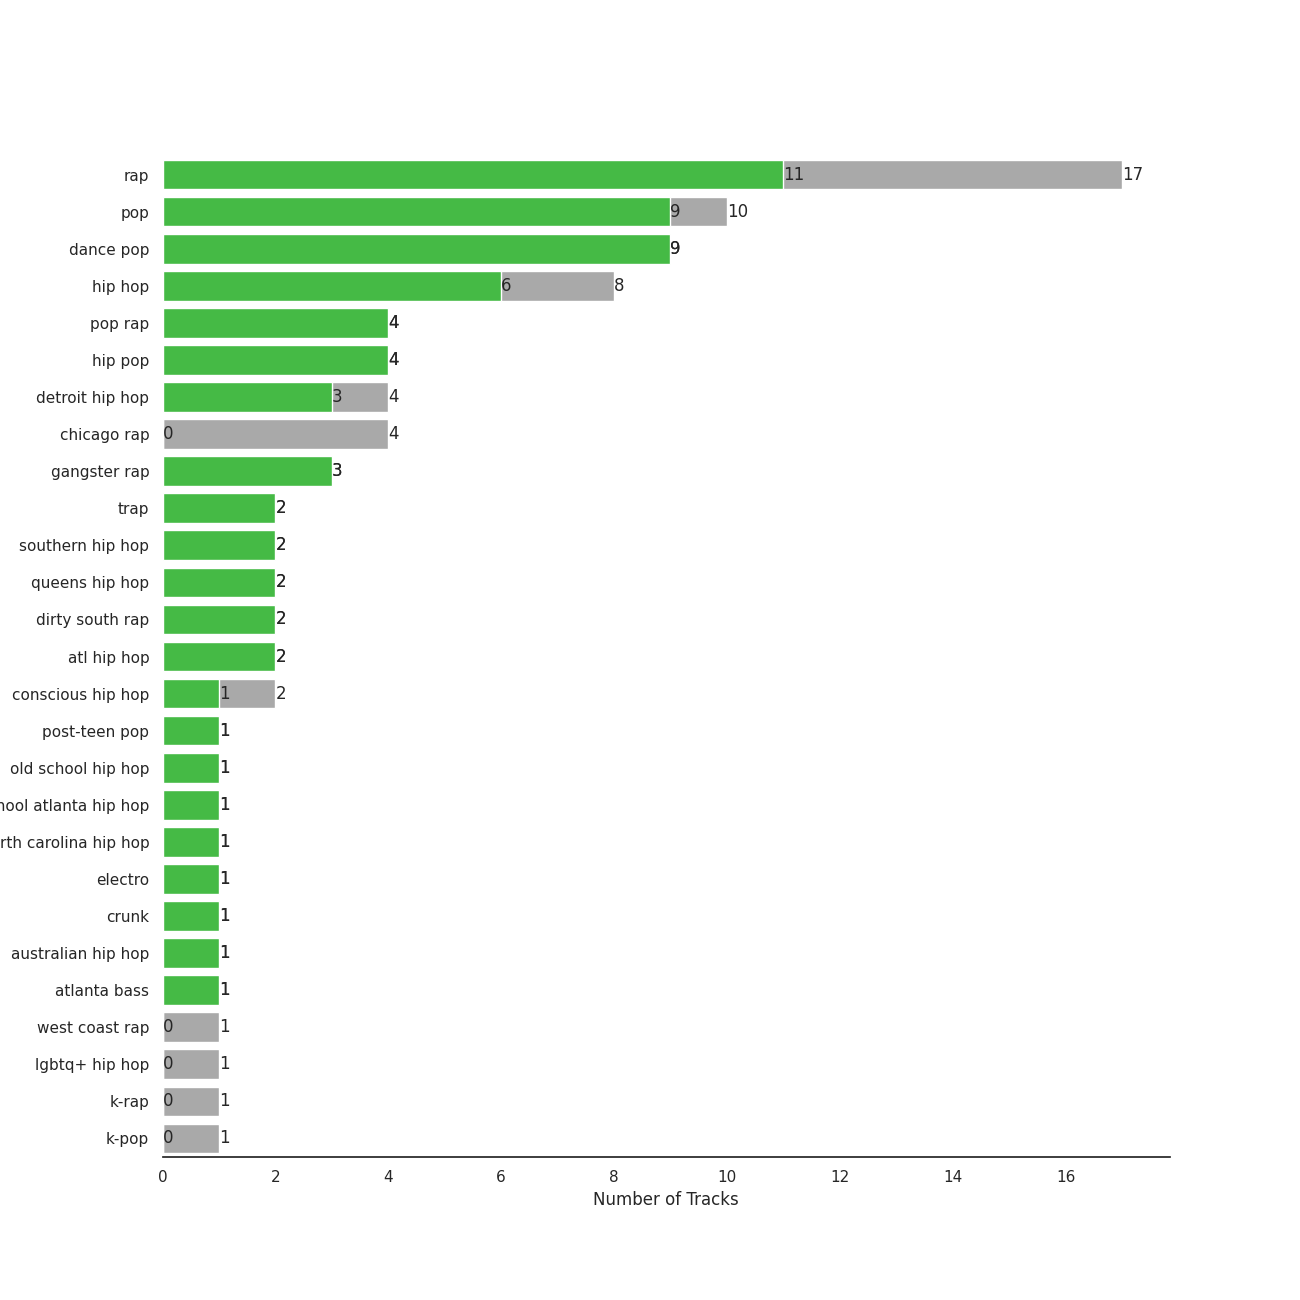 rap 11 17
pop 9 10
dance pop 9
hip hop 6 8
pop rap 4
hip pop 4
detroit hip hop 3 4
chicago rap 0 4
gangster rap 3
trap 2
southern hip hop 2
queens hip hop 2
dirty south rap 2
atl hip hop 2
conscious hip hop 1 2
post-teen pop 1
old school hip hop 1
hool atlanta hip hop 1
rth carolina hip hop 1
electro 1
crunk 1
australian hip hop 1
atlanta bass 1
west coast rap 0 1
lgbtq+ hip hop 0 1
k-rap 0 1
k-pop 0 1
0 2 4 6 8 10 12 14 16
Number of Tracks